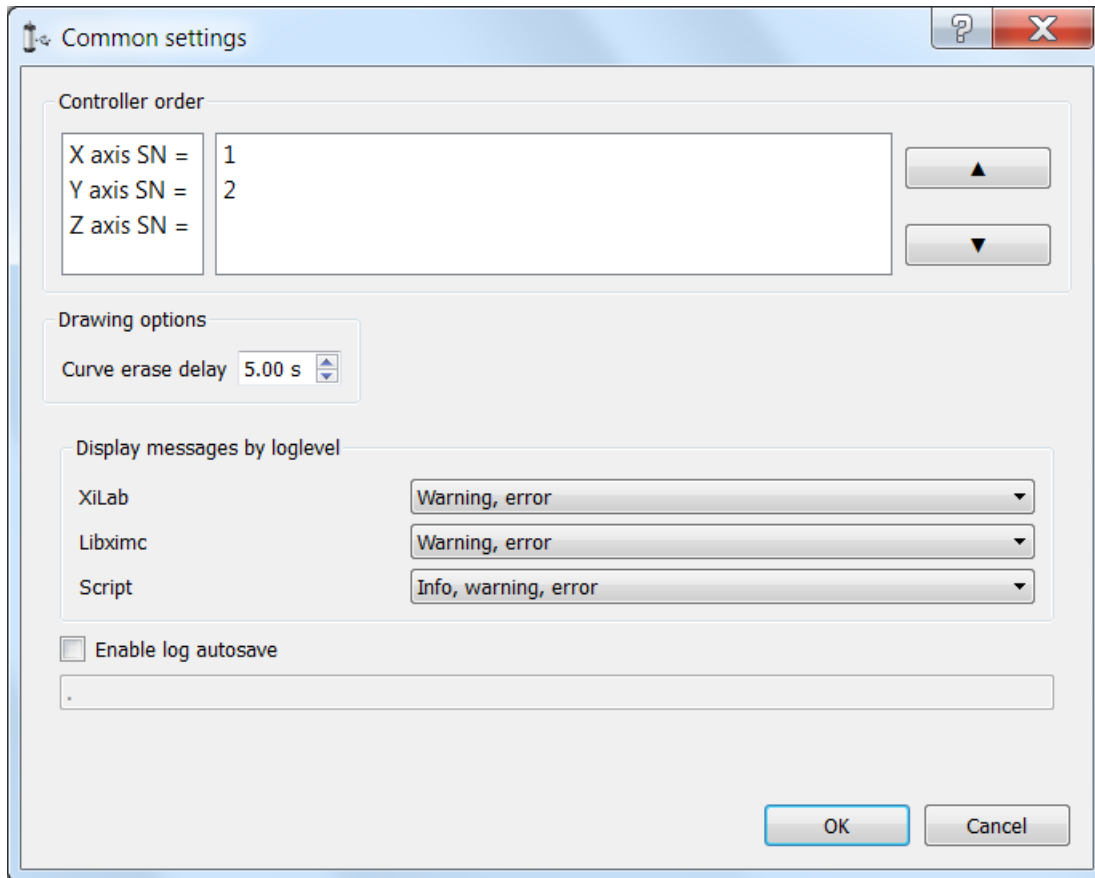 Common settings
Controller order
X axis SN = 1
Y axis SN = 2
Z axis SN =
▲
▼
Drawing options
Curve erase delay 5.00 s
Display messages by loglevel
XiLab Warning, error
Libximc Warning, error
Script Info, warning, error
Enable log autosave
.
OK Cancel